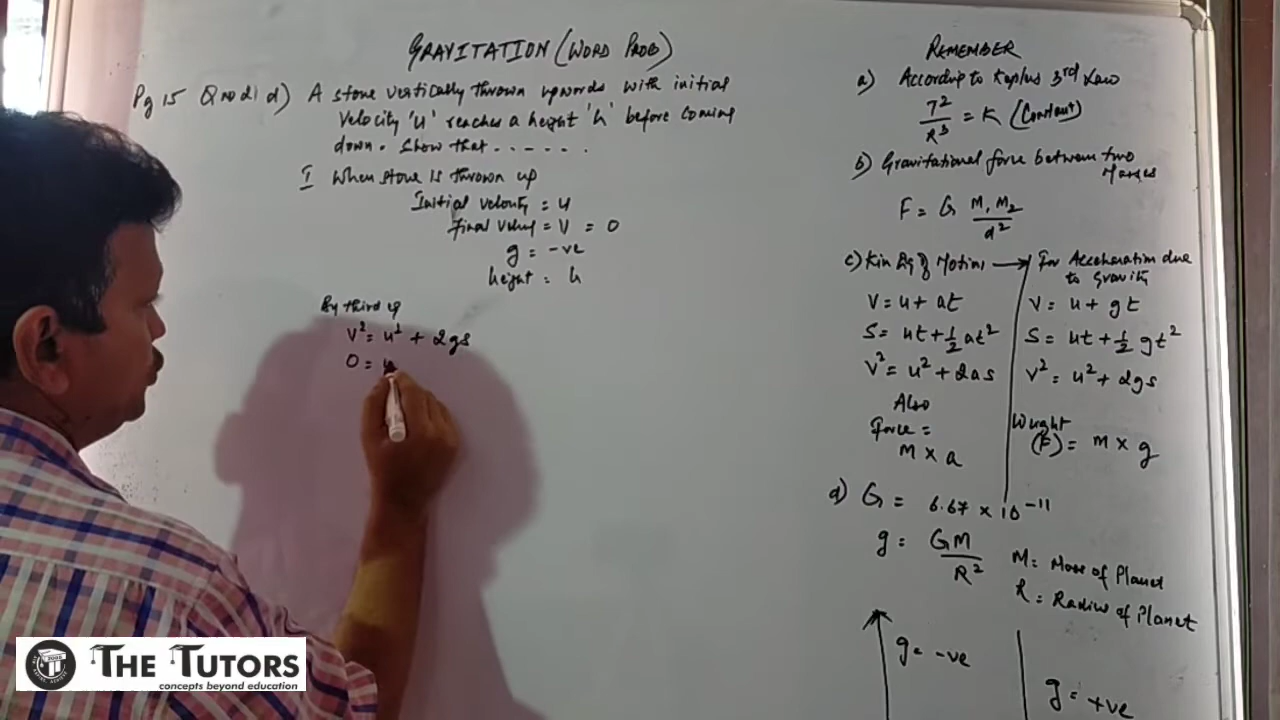 GRAVITATION (WORD PROB)
Pg 15 Q no 2) d) A stone vertically thrown upwards with initial
velocity 'u' reaches a height 'h' before coming
down. Show that . . . . . .
I When stone is thrown up
Initial velocity = u
final = v = 0
g = -ve
height = h
By third
v² = u² + 2gs
0 = u
REMEMBER
a) According to 3rd Law
T²/R³ = K (Constant)
b) Gravitational force between two
Masses
F = G M₁ M₂/d²
c) Kin Eq of Motion → For Acceleration due
to Gravity
V = u + at
V = u + gt
S = ut + ½ at²
S = ut + ½ gt²
V² = u² + 2as
V² = u² + 2gs
Also
Force =
M × a
Weight
(F) = m × g
d) G = 6.67 × 10⁻¹¹
g = GM/R²
M = Mass of Planet
R = Radius of Planet
g = -ve
g = +ve
THE TUTORS
concepts beyond education